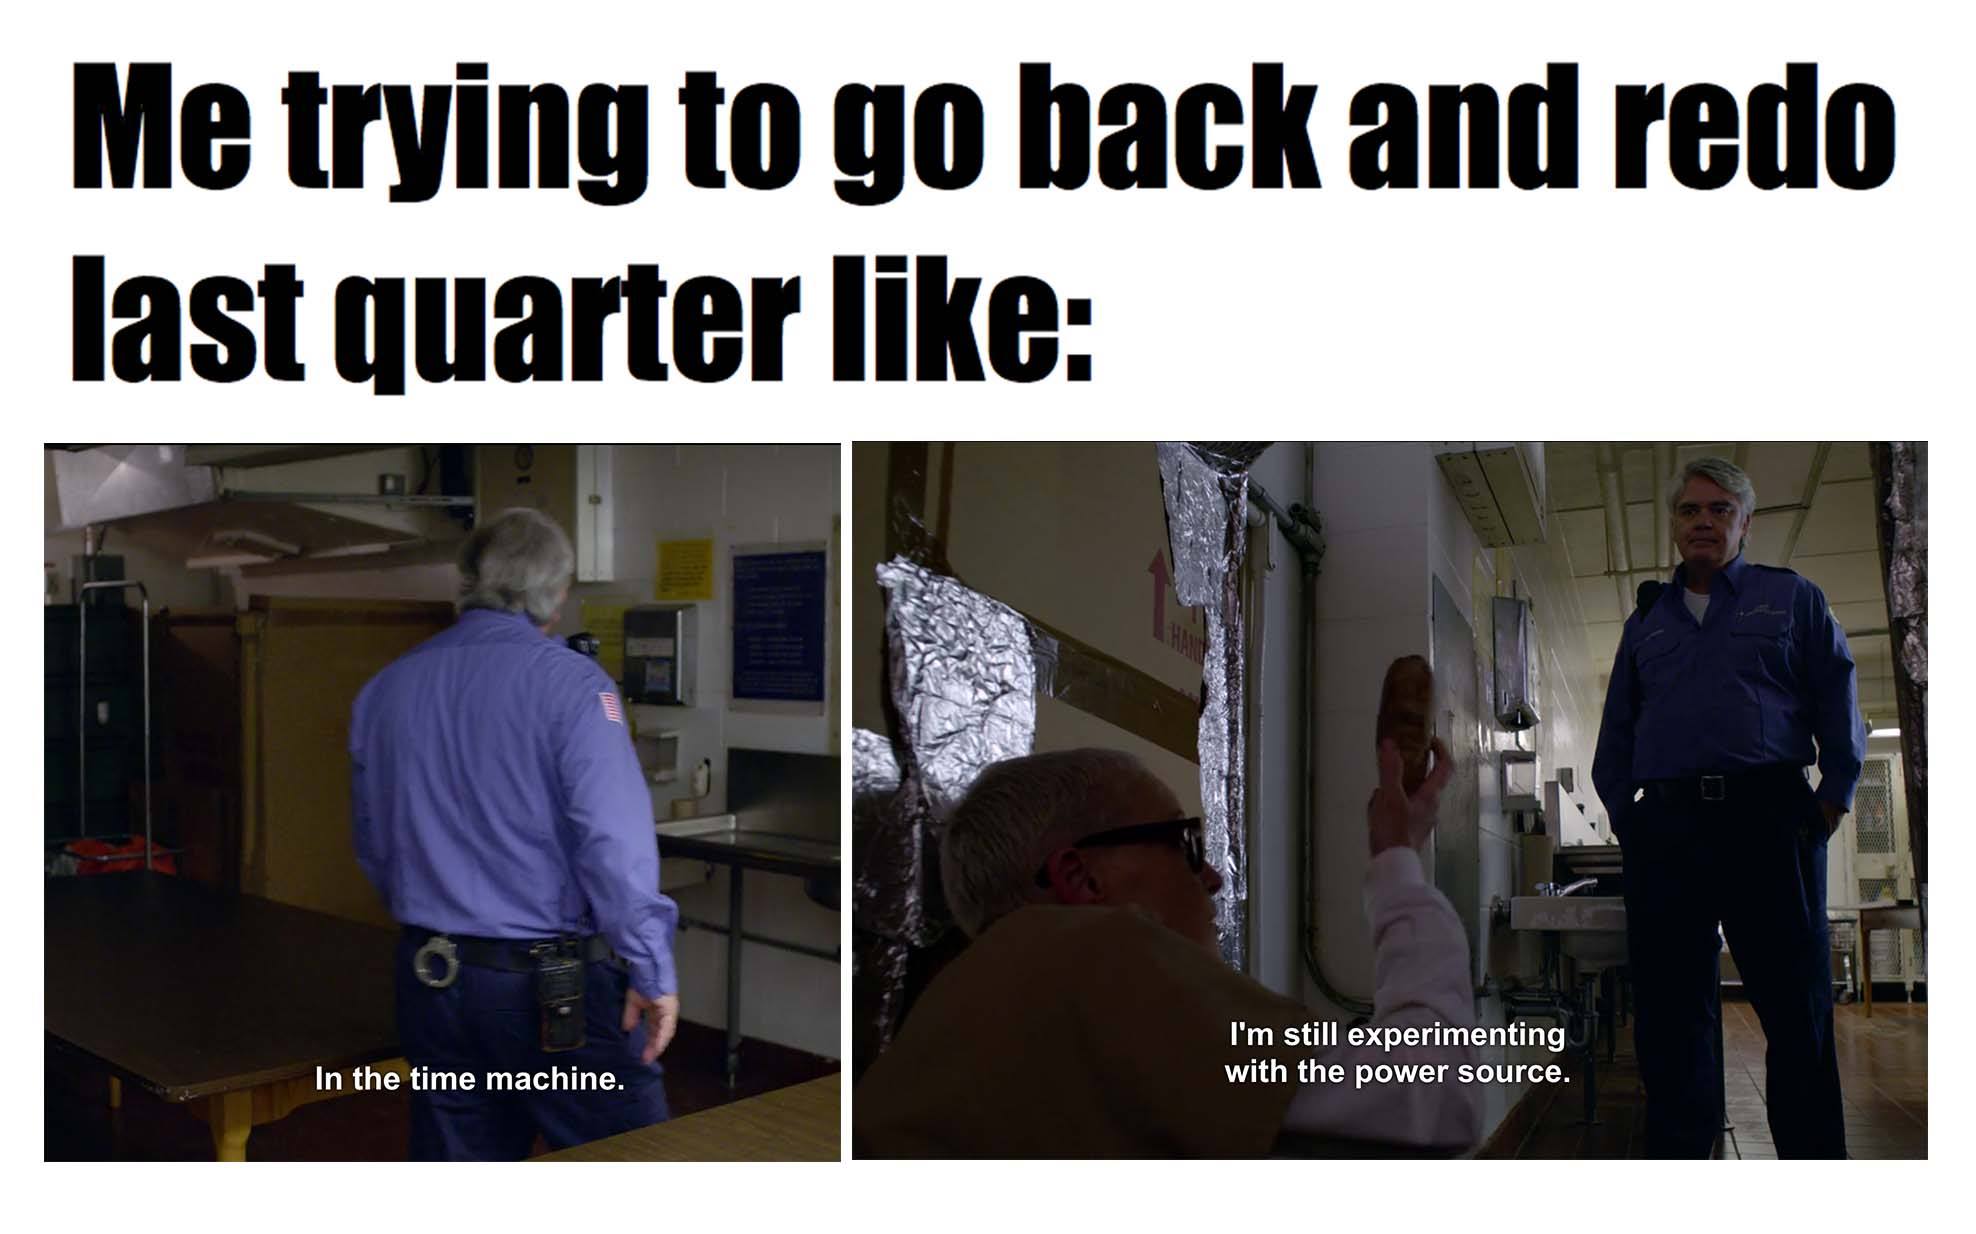 Me trying to go back and redo
last quarter like:
In the time machine.
HAND
I'm still experimenting
with the power source.